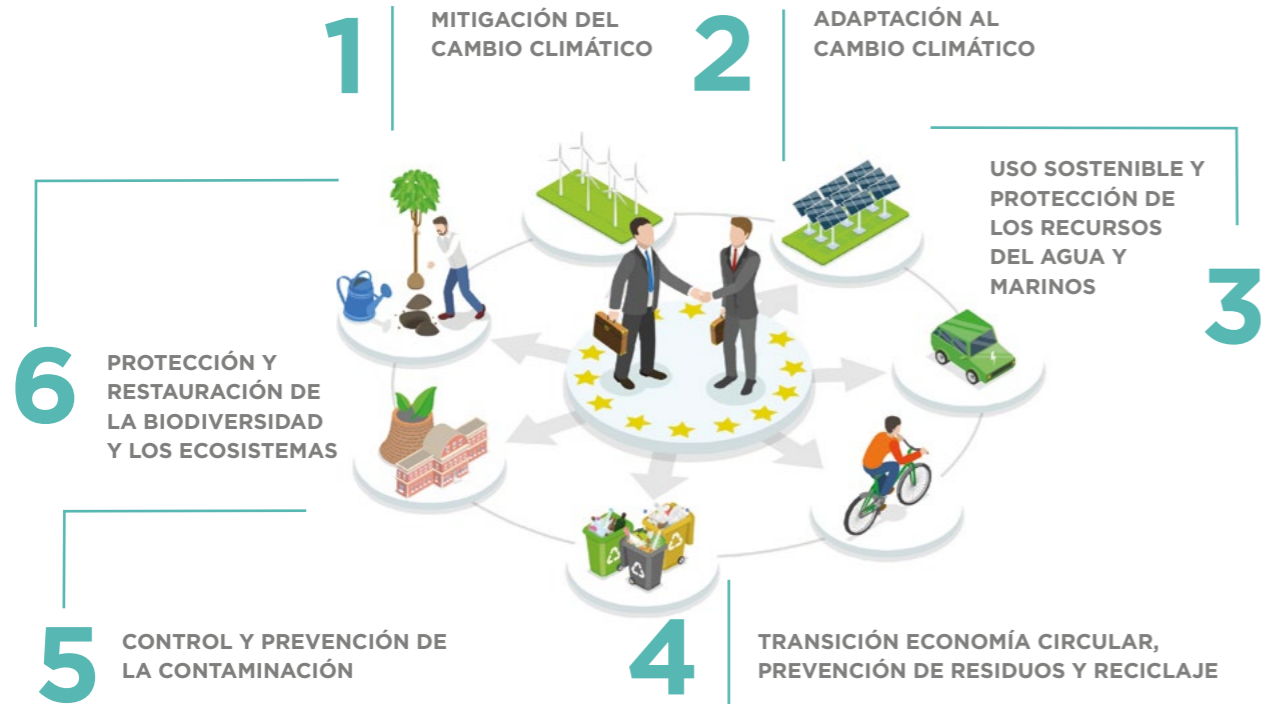 1
MITIGACIÓN DEL
CAMBIO CLIMÁTICO
2
ADAPTACIÓN AL
CAMBIO CLIMÁTICO
3
USO SOSTENIBLE Y
PROTECCIÓN DE
LOS RECURSOS
DEL AGUA Y
MARINOS
4
TRANSICIÓN ECONOMÍA CIRCULAR,
PREVENCIÓN DE RESIDUOS Y RECICLAJE
5
CONTROL Y PREVENCIÓN DE
LA CONTAMINACIÓN
6
PROTECCIÓN Y
RESTAURACIÓN DE
LA BIODIVERSIDAD
Y LOS ECOSISTEMAS